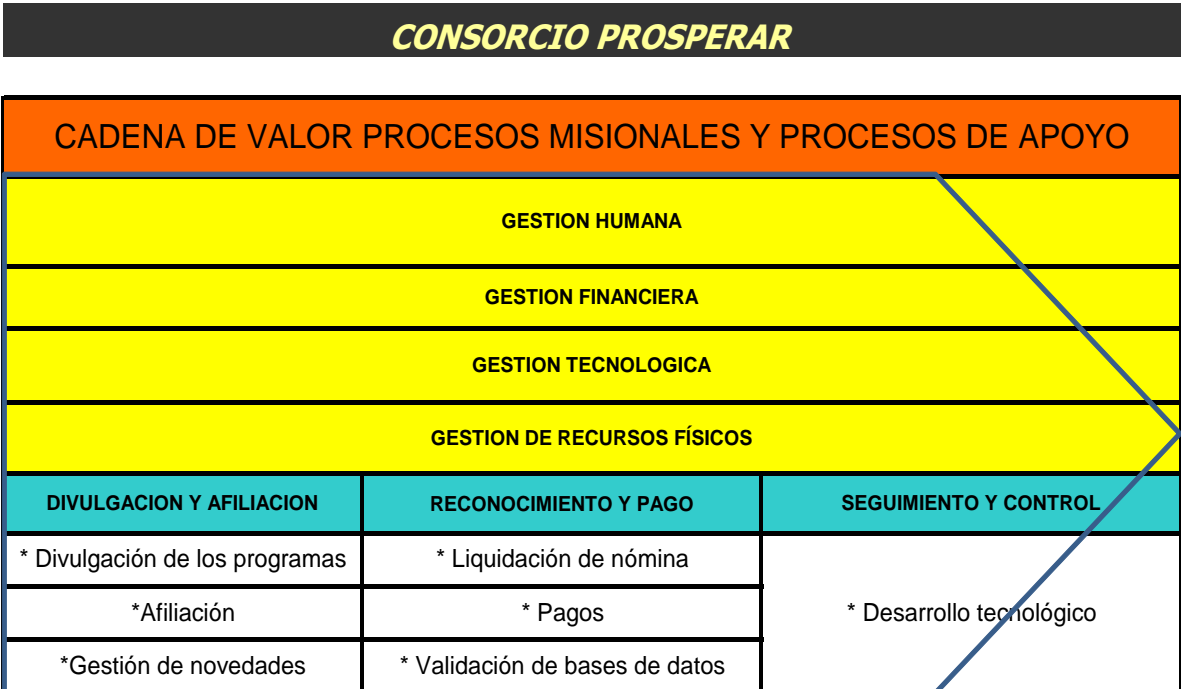 CONSORCIO PROSPERAR
CADENA DE VALOR PROCESOS MISIONALES Y PROCESOS DE APOYO
GESTION HUMANA
GESTION FINANCIERA
GESTION TECNOLOGICA
GESTION DE RECURSOS FÍSICOS
DIVULGACION Y AFILIACION
RECONOCIMIENTO Y PAGO
SEGUIMIENTO Y CONTROL
* Divulgación de los programas
* Liquidación de nómina
*Afiliación
* Pagos
* Desarrollo tecnológico
*Gestión de novedades
* Validación de bases de datos